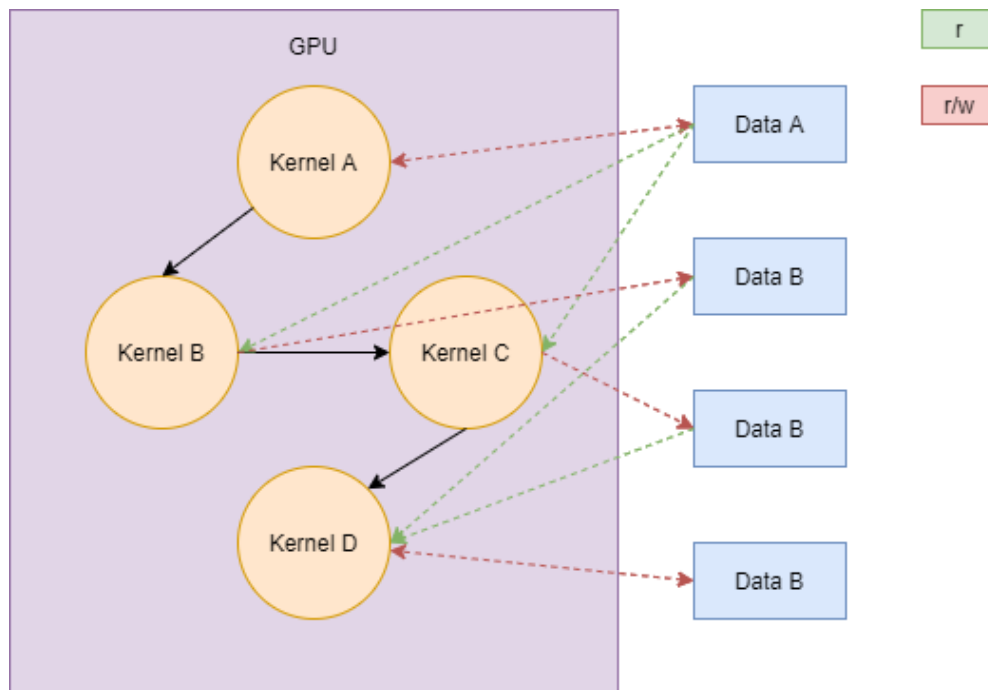 GPU
r
r/w
Kernel A
Data A
Data B
Kernel B
Kernel C
Data B
Kernel D
Data B